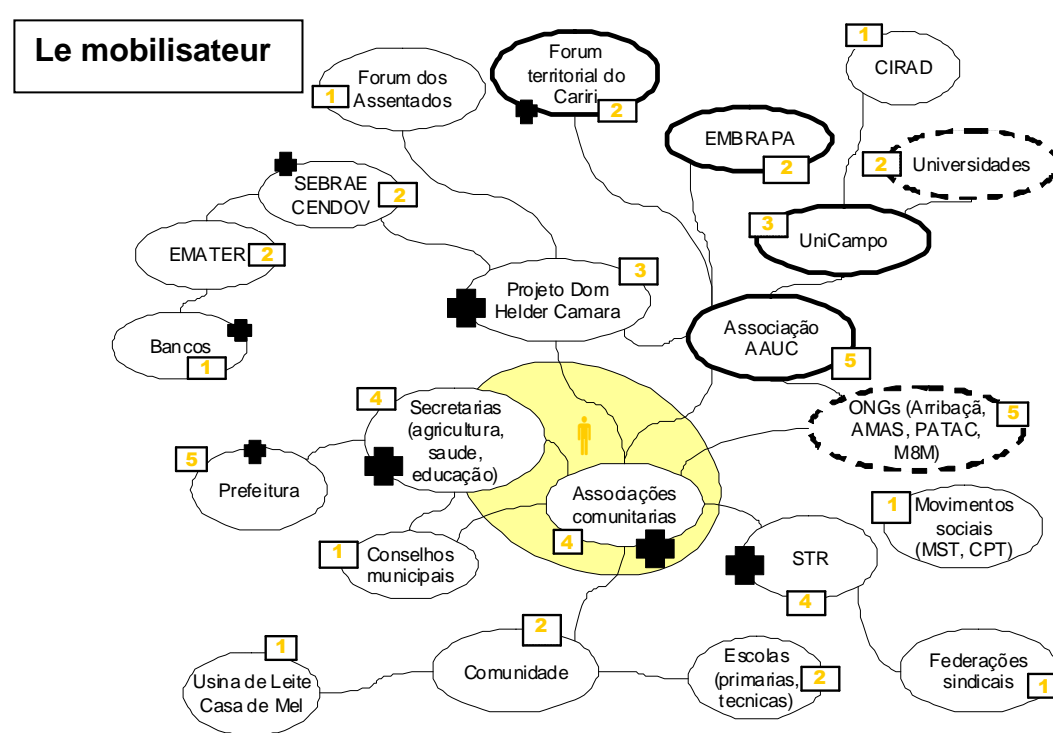 Le mobilisateur
Forum dos
Assentados
1
Forum
territorial do
Cariri
2
1
CIRAD
EMBRAPA
2
2
Universidades
SEBRAE
CENDOV
2
3
UniCampo
EMATER
2
3
Projeto Dom
Helder Camara
Associação
AAUC
5
Bancos
1
4
Secretarias
(agricultura,
saude,
educação)
ONGs (Arribaçã,
AMAS, PATAC,
M8M)
5
5
Prefeitura
Associações
comunitarias
4
1
Movimentos
sociais
(MST, CPT)
1
Conselhos
municipais
STR
4
2
Comunidade
1
Usina de Leite
Casa de Mel
Escolas
(primarias,
tecnicas)
2
Federações
sindicais
1